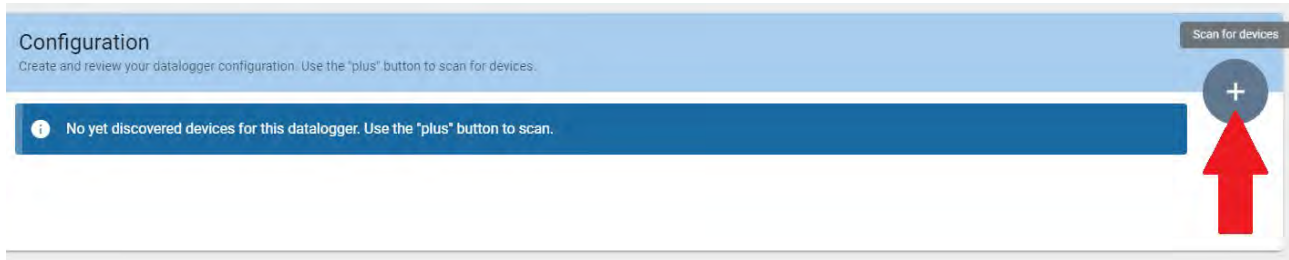 Configuration
Scan for devices
Create and review your datalogger configuration. Use the "plus" button to scan for devices.
No yet discovered devices for this datalogger. Use the "plus" button to scan.